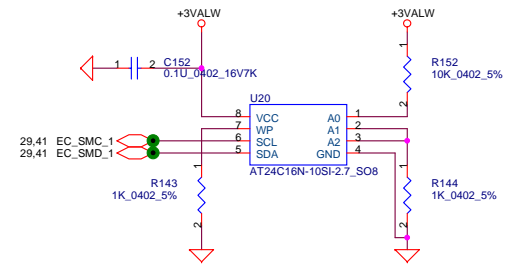 +3VALW
+3VALW
1
2
C152
0.1U_0402_16V7K
1
R152
10K_0402_5%
2
U20
8
VCC
A0
1
7
WP
A1
2
29,41 EC_SMC_1
6
SCL
A2
3
29,41 EC_SMD_1
5
SDA
GND
4
AT24C16N-10SI-2.7_SO8
1
R143
1K_0402_5%
2
1
R144
1K_0402_5%
2